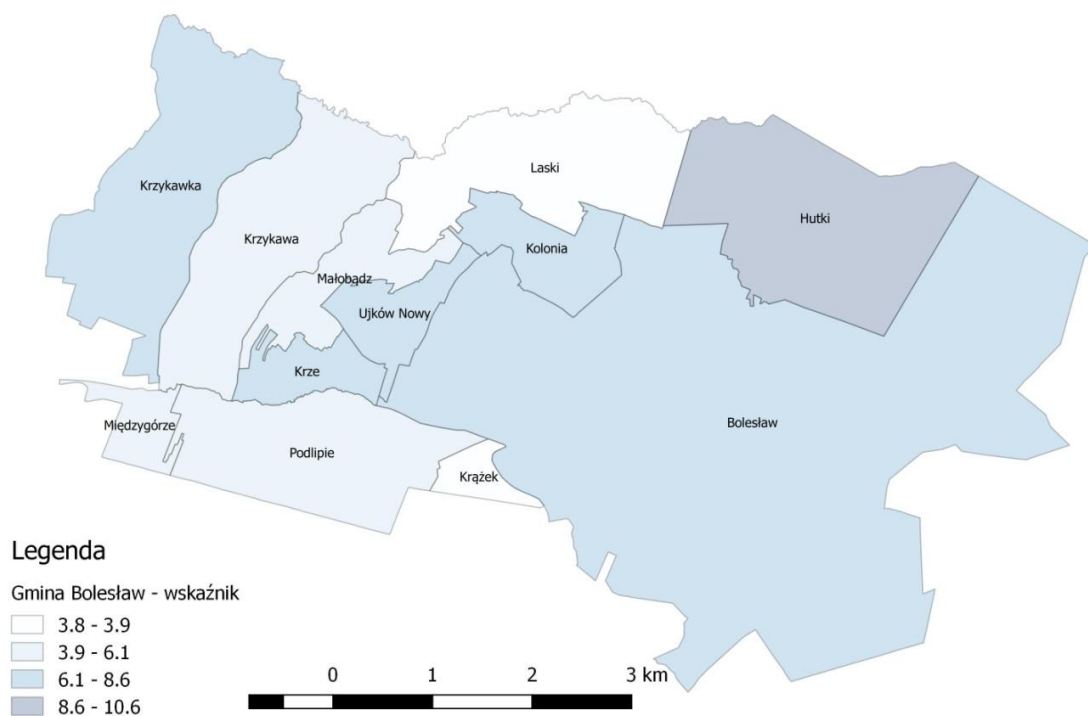 Laski
Krzykawka
Hutki
Krzykawa
Kolonia
Małobądz
Ujków Nowy
Krze
Bolesław
Międzygórze
Podlipie
Krążek
Legenda
Gmina Bolesław - wskaźnik
3.8 - 3.9
3.9 - 6.1
6.1 - 8.6
8.6 - 10.6
0 1 2 3 km